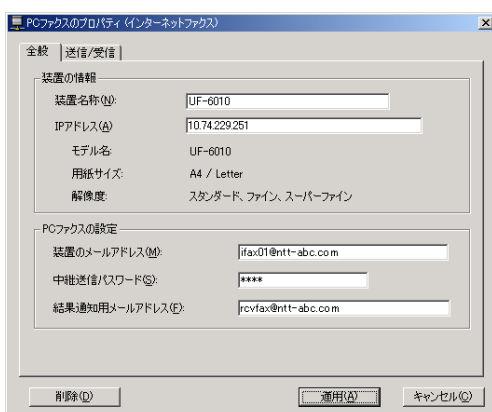 PCファクスのプロパティ (インターネットファクス)
全般 送信/受信
装置の情報
装置名称(N): UF-6010
IPアドレス(A) 10.74.229.251
モデル名: UF-6010
用紙サイズ: A4 / Letter
解像度: スタンダード、ファイン、スーパーファイン
PCファクスの設定
装置のメールアドレス(M): ifax01@ntt-abc.com
中継送信パスワード(S): ****
結果通知用メールアドレス(F): rcvfax@ntt-abc.com
削除(D) 適用(A) キャンセル(C)